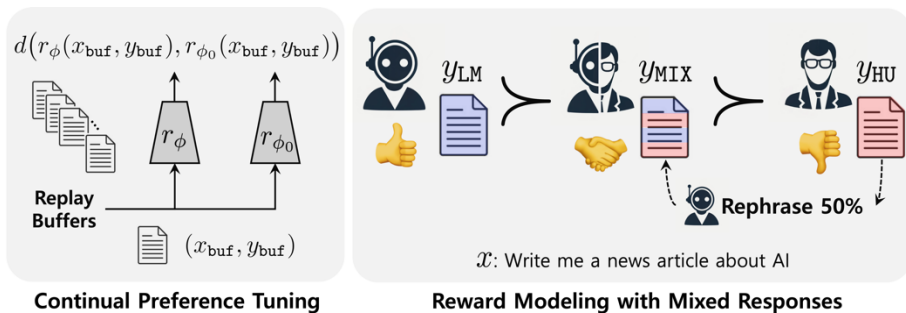 d(r_ϕ(x_buf, y_buf), r_ϕ0(x_buf, y_buf))
r_ϕ
r_ϕ0
Replay
Buffers
(x_buf, y_buf)
Continual Preference Tuning
y_LM
≻
y_MIX
≻
y_HU
Rephrase 50%
x: Write me a news article about AI
Reward Modeling with Mixed Responses